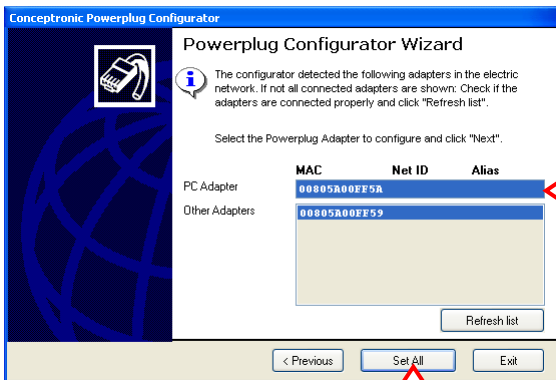 Conceptronic Powerplug Configurator
Powerplug Configurator Wizard
The configurator detected the following adapters in the electric
network. If not all connected adapters are shown: Check if the
adapters are connected properly and click "Refresh list".
Select the Powerplug Adapter to configure and click "Next".
MAC Net ID Alias
PC Adapter 00805A00FF5A
Other Adapters 00805A00FF59
Refresh list
< Previous Set All Exit